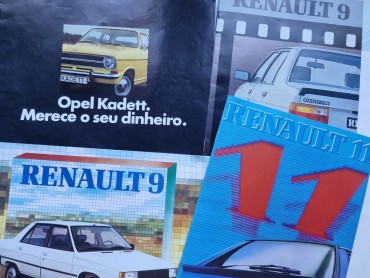 Opel Kadett.
Merece o seu dinheiro.
RENAULT 9
RENAULT 9
RENAULT 11
11